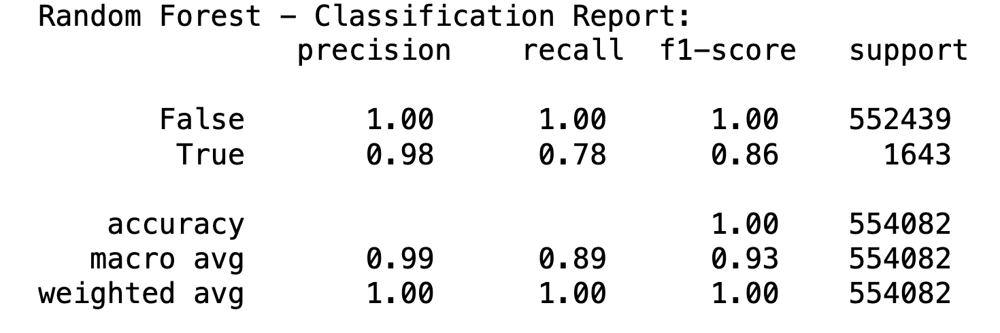 Random Forest - Classification Report:
precision recall f1-score support
False 1.00 1.00 1.00 552439
True 0.98 0.78 0.86 1643
accuracy 1.00 554082
macro avg 0.99 0.89 0.93 554082
weighted avg 1.00 1.00 1.00 554082